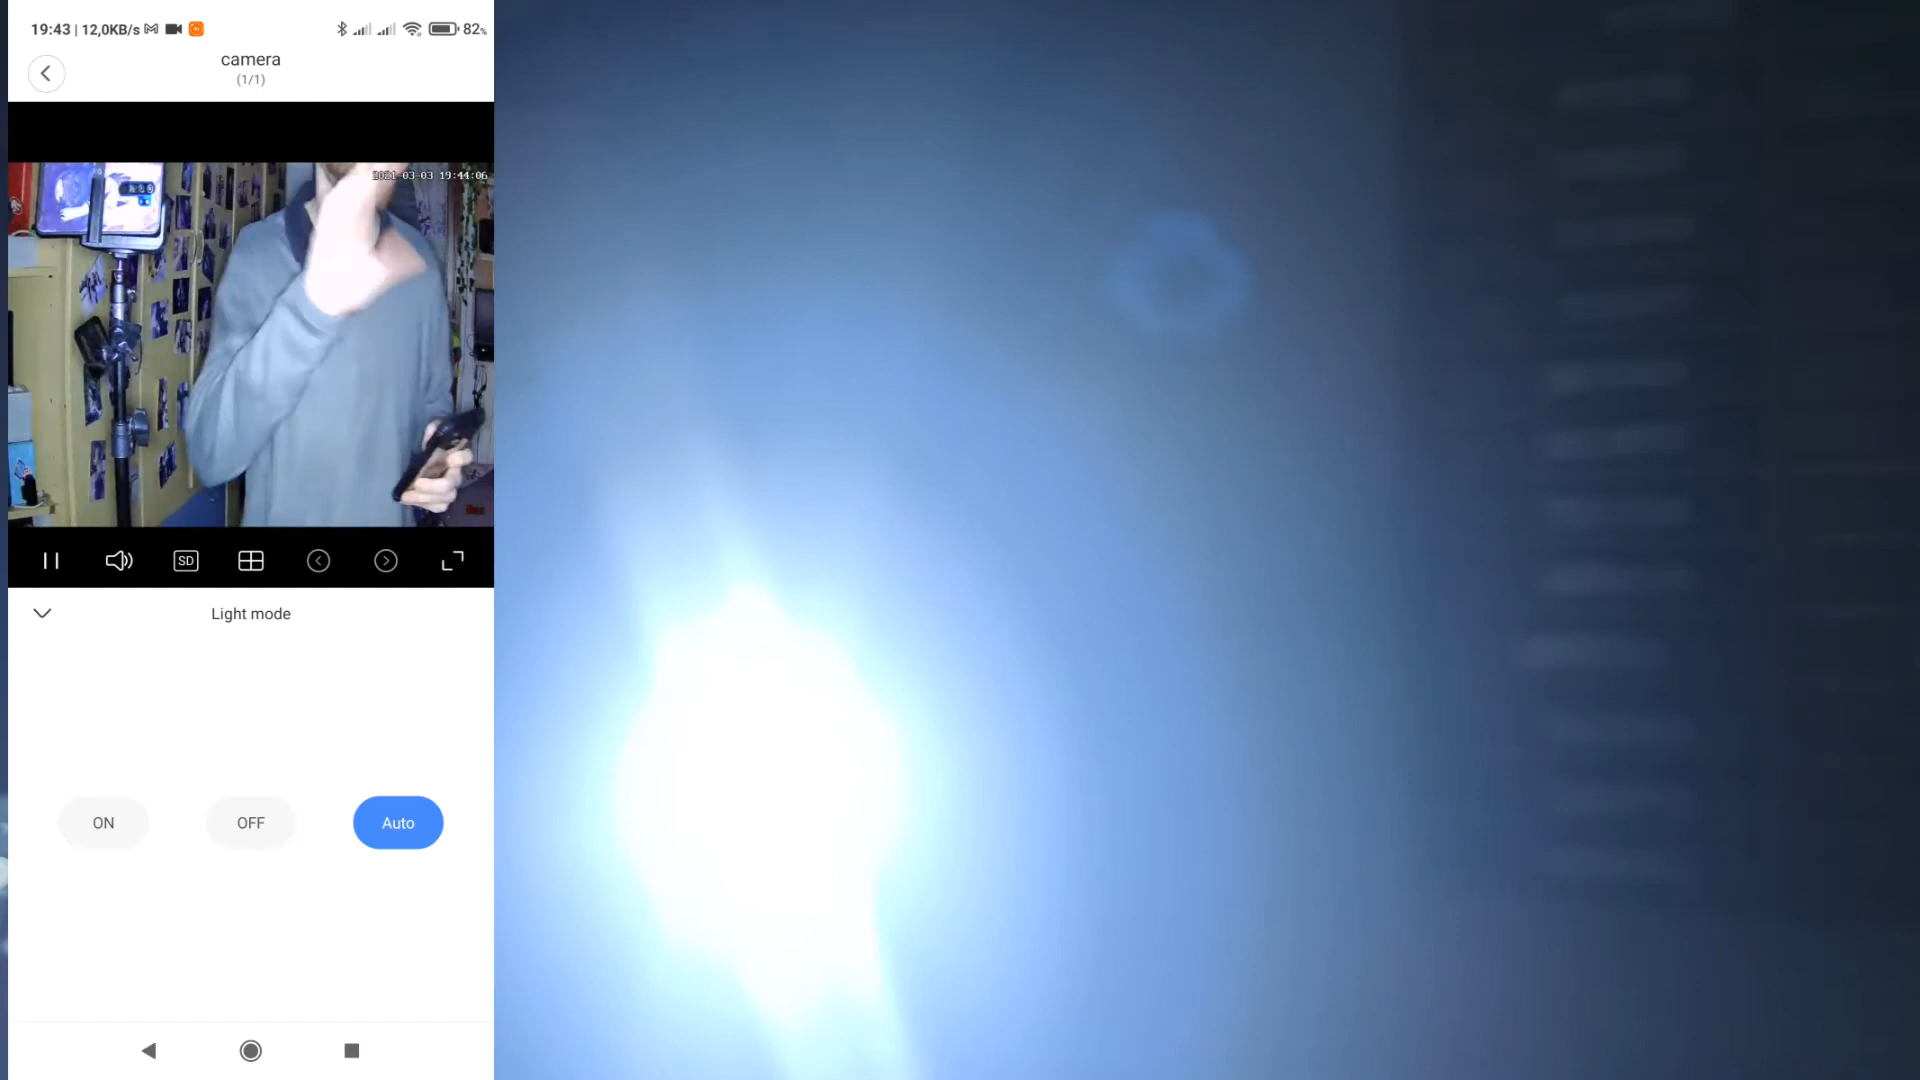 19:43 | 12,0KB/s 82%
camera
(1/1)
2021-03-03 19:44:06
SD
Light mode
ON OFF Auto